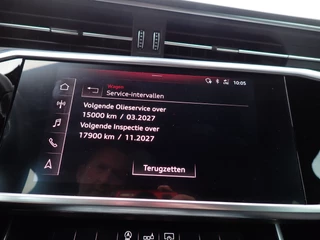 10:05
Wagen
Service-intervallen
Volgende Olieservice over
15000 km / 03.2027
Volgende Inspectie over
17900 km / 11.2027
Terugzetten